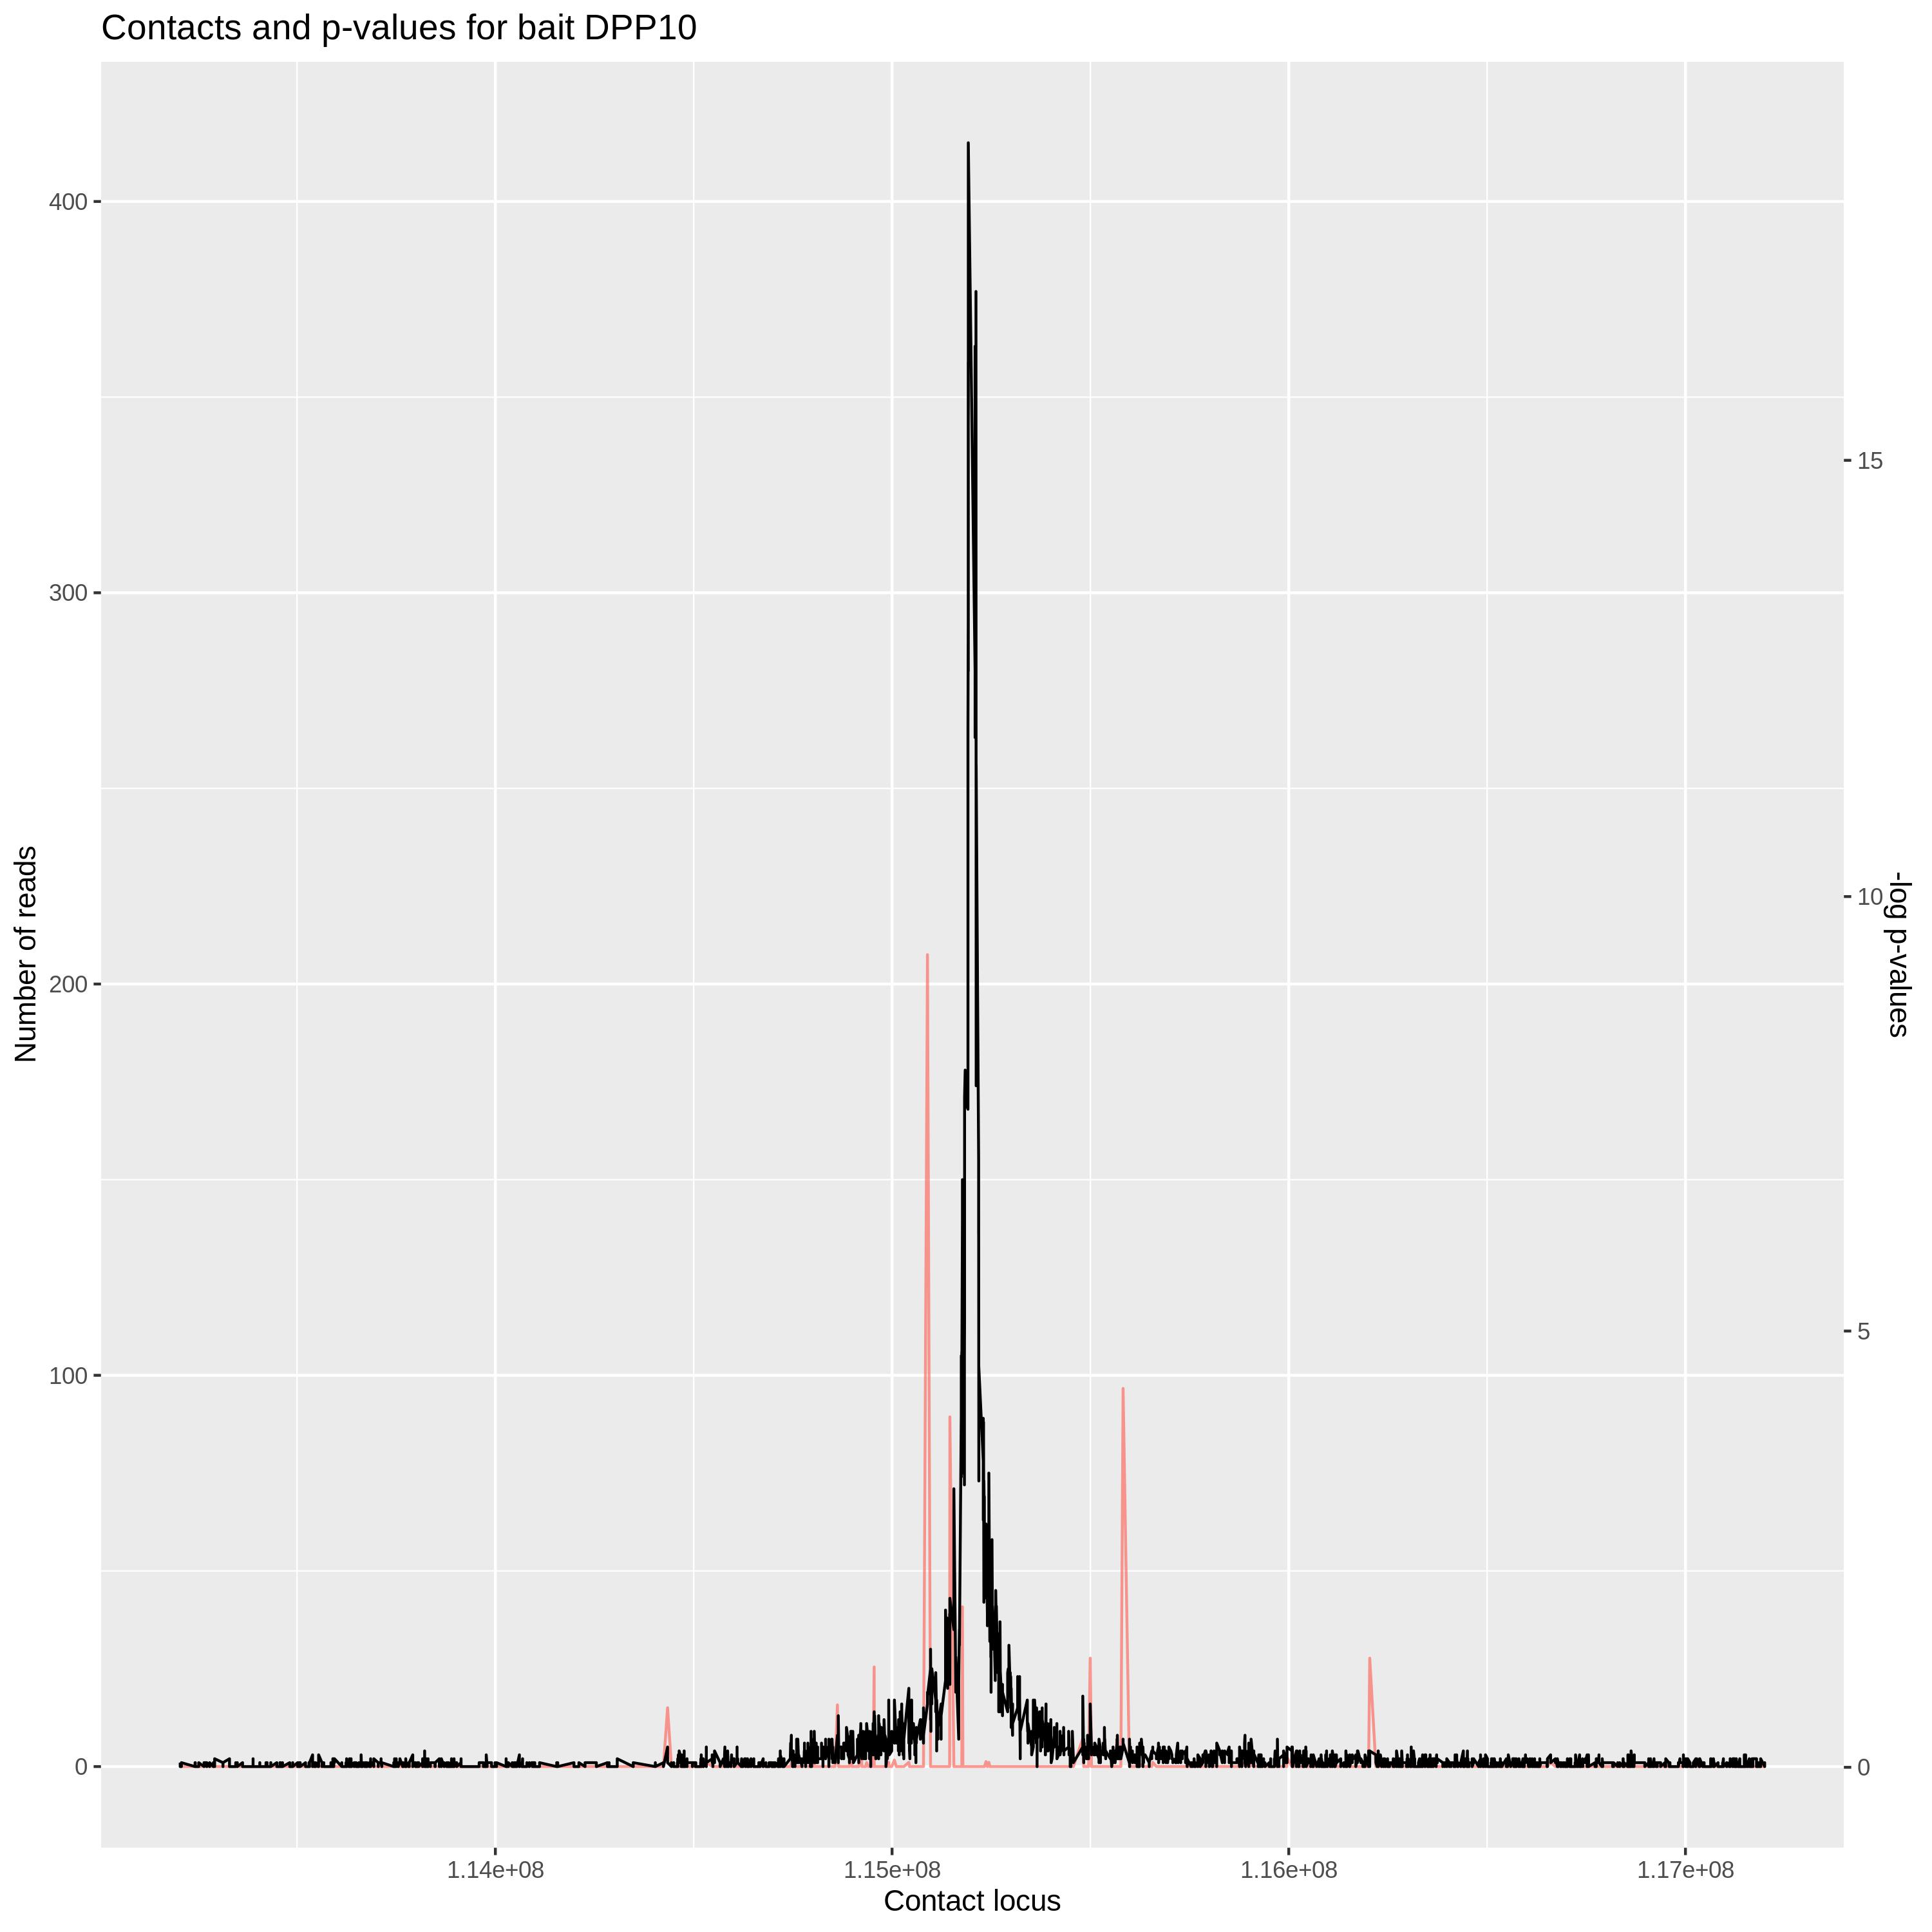 Contacts and p-values for bait DPP10
Number of reads
400
300
200
100
0
-log p-values
15
10
5
0
1.14e+08
1.15e+08
1.16e+08
1.17e+08
Contact locus